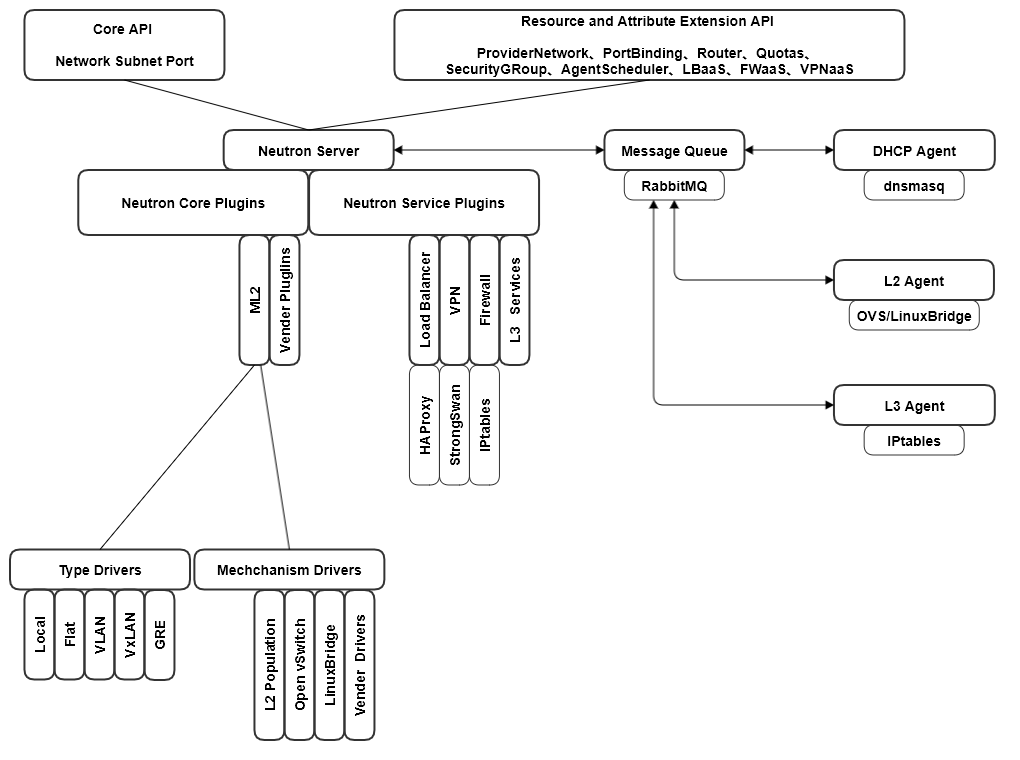 Core API
Network Subnet Port
Resource and Attribute Extension API
ProviderNetwork、PortBinding、Router、Quotas、
SecurityGRoup、AgentScheduler、LBaaS、FWaaS、VPNaaS
Neutron Server
Message Queue
RabbitMQ
DHCP Agent
dnsmasq
Neutron Core Plugins
Neutron Service Plugins
ML2
Vender Pluglins
Load Balancer
VPN
Firewall
L3 Services
HAProxy
StrongSwan
IPtables
L2 Agent
OVS/LinuxBridge
L3 Agent
IPtables
Type Drivers
Mechchanism Drivers
Local
Flat
VLAN
VxLAN
GRE
L2 Population
Open vSwitch
LinuxBridge
Vender Drivers